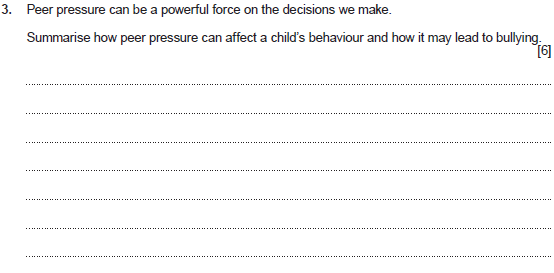 3. Peer pressure can be a powerful force on the decisions we make.
Summarise how peer pressure can affect a child's behaviour and how it may lead to bullying.
[6]